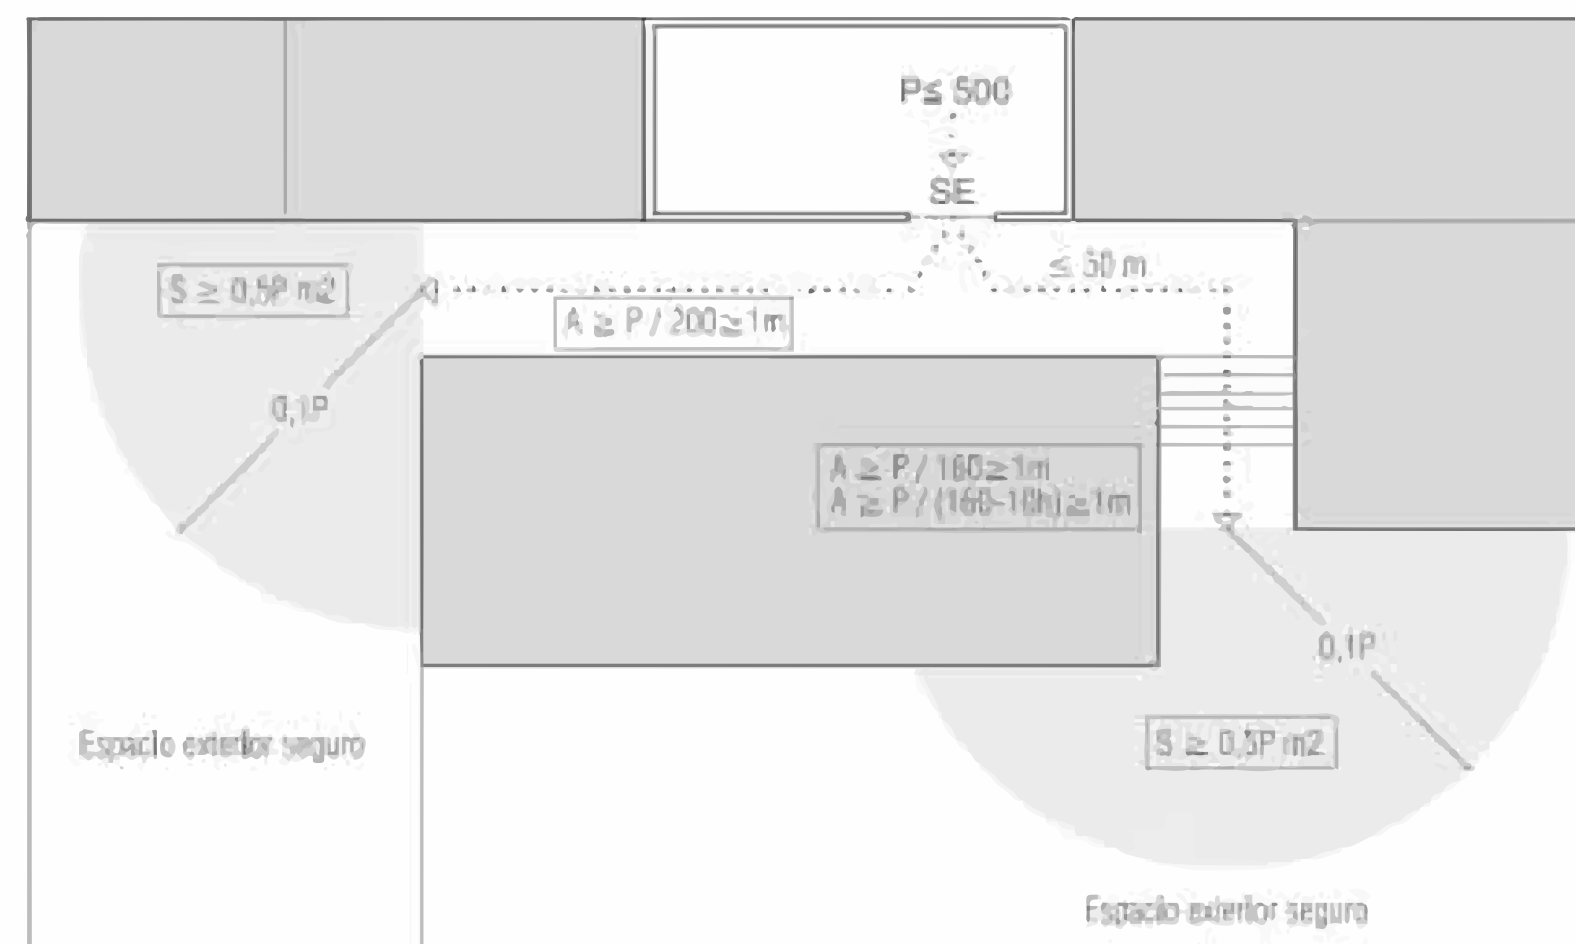 P≤ 500
SE
≤ 50 m
S ≥ 0,5P m2
A ≥ P / 200≥1m
0,1P
A ≥ P / 160≥1m
A ≥ P / (160-10h)≥1m
0,1P
S ≥ 0,5P m2
Espacio exterior seguro
Espacio exterior seguro